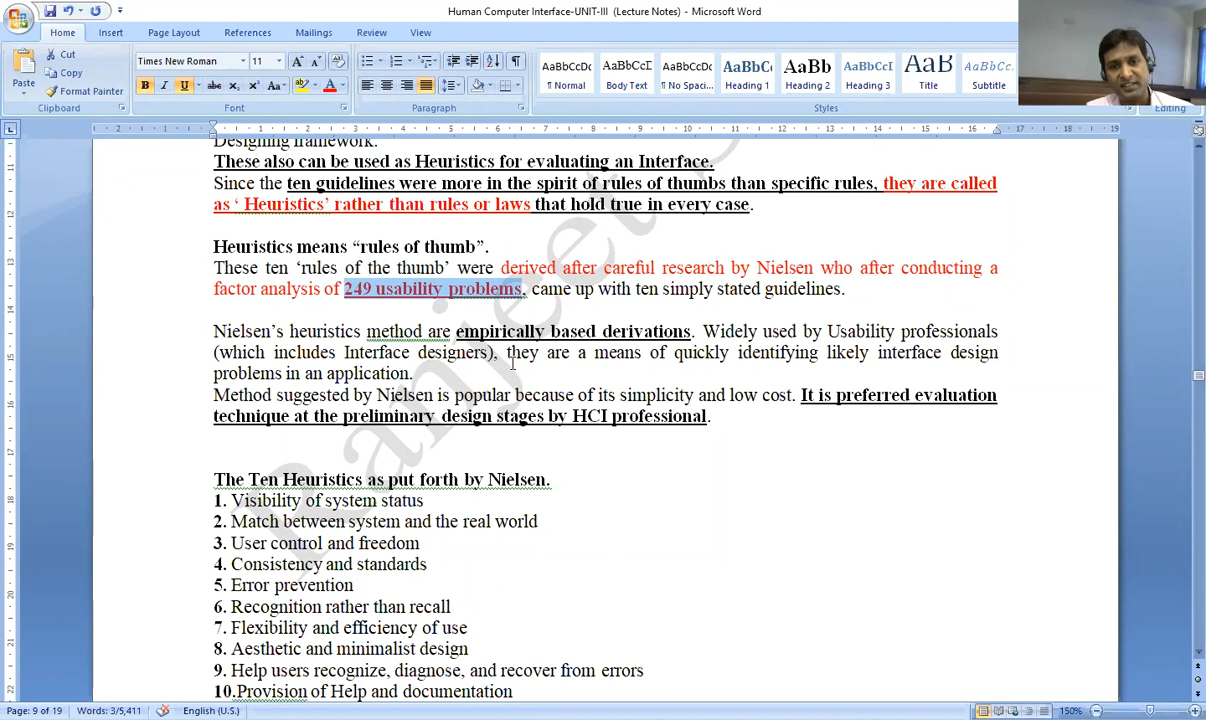 Human Computer Interface-UNIT-III (Lecture Notes) - Microsoft Word
Home Insert Page Layout References Mailings Review View
Paste Cut Copy Format Painter Clipboard
Times New Roman 11 Font
Paragraph
AaBbCcDc AaBbCcDc AaBbCcDc AaBbC AaBb AaBbCc AaB AaBbCc
¶ Normal Body Text ¶ No Spaci... Heading 1 Heading 2 Heading 3 Title Subtitle
Styles Editing
Designing framework.
These also can be used as Heuristics for evaluating an Interface.
Since the ten guidelines were more in the spirit of rules of thumbs than specific rules, they are called
as ‘ Heuristics’ rather than rules or laws that hold true in every case.
Heuristics means “rules of thumb”.
These ten ‘rules of the thumb’ were derived after careful research by Nielsen who after conducting a
factor analysis of 249 usability problems, came up with ten simply stated guidelines.
Nielsen’s heuristics method are empirically based derivations. Widely used by Usability professionals
(which includes Interface designers), they are a means of quickly identifying likely interface design
problems in an application.
Method suggested by Nielsen is popular because of its simplicity and low cost. It is preferred evaluation
technique at the preliminary design stages by HCI professional.
The Ten Heuristics as put forth by Nielsen.
1. Visibility of system status
2. Match between system and the real world
3. User control and freedom
4. Consistency and standards
5. Error prevention
6. Recognition rather than recall
7. Flexibility and efficiency of use
8. Aesthetic and minimalist design
9. Help users recognize, diagnose, and recover from errors
10.Provision of Help and documentation
Ranjeet
Page: 9 of 19 Words: 3/5,411 English (U.S.) 150%